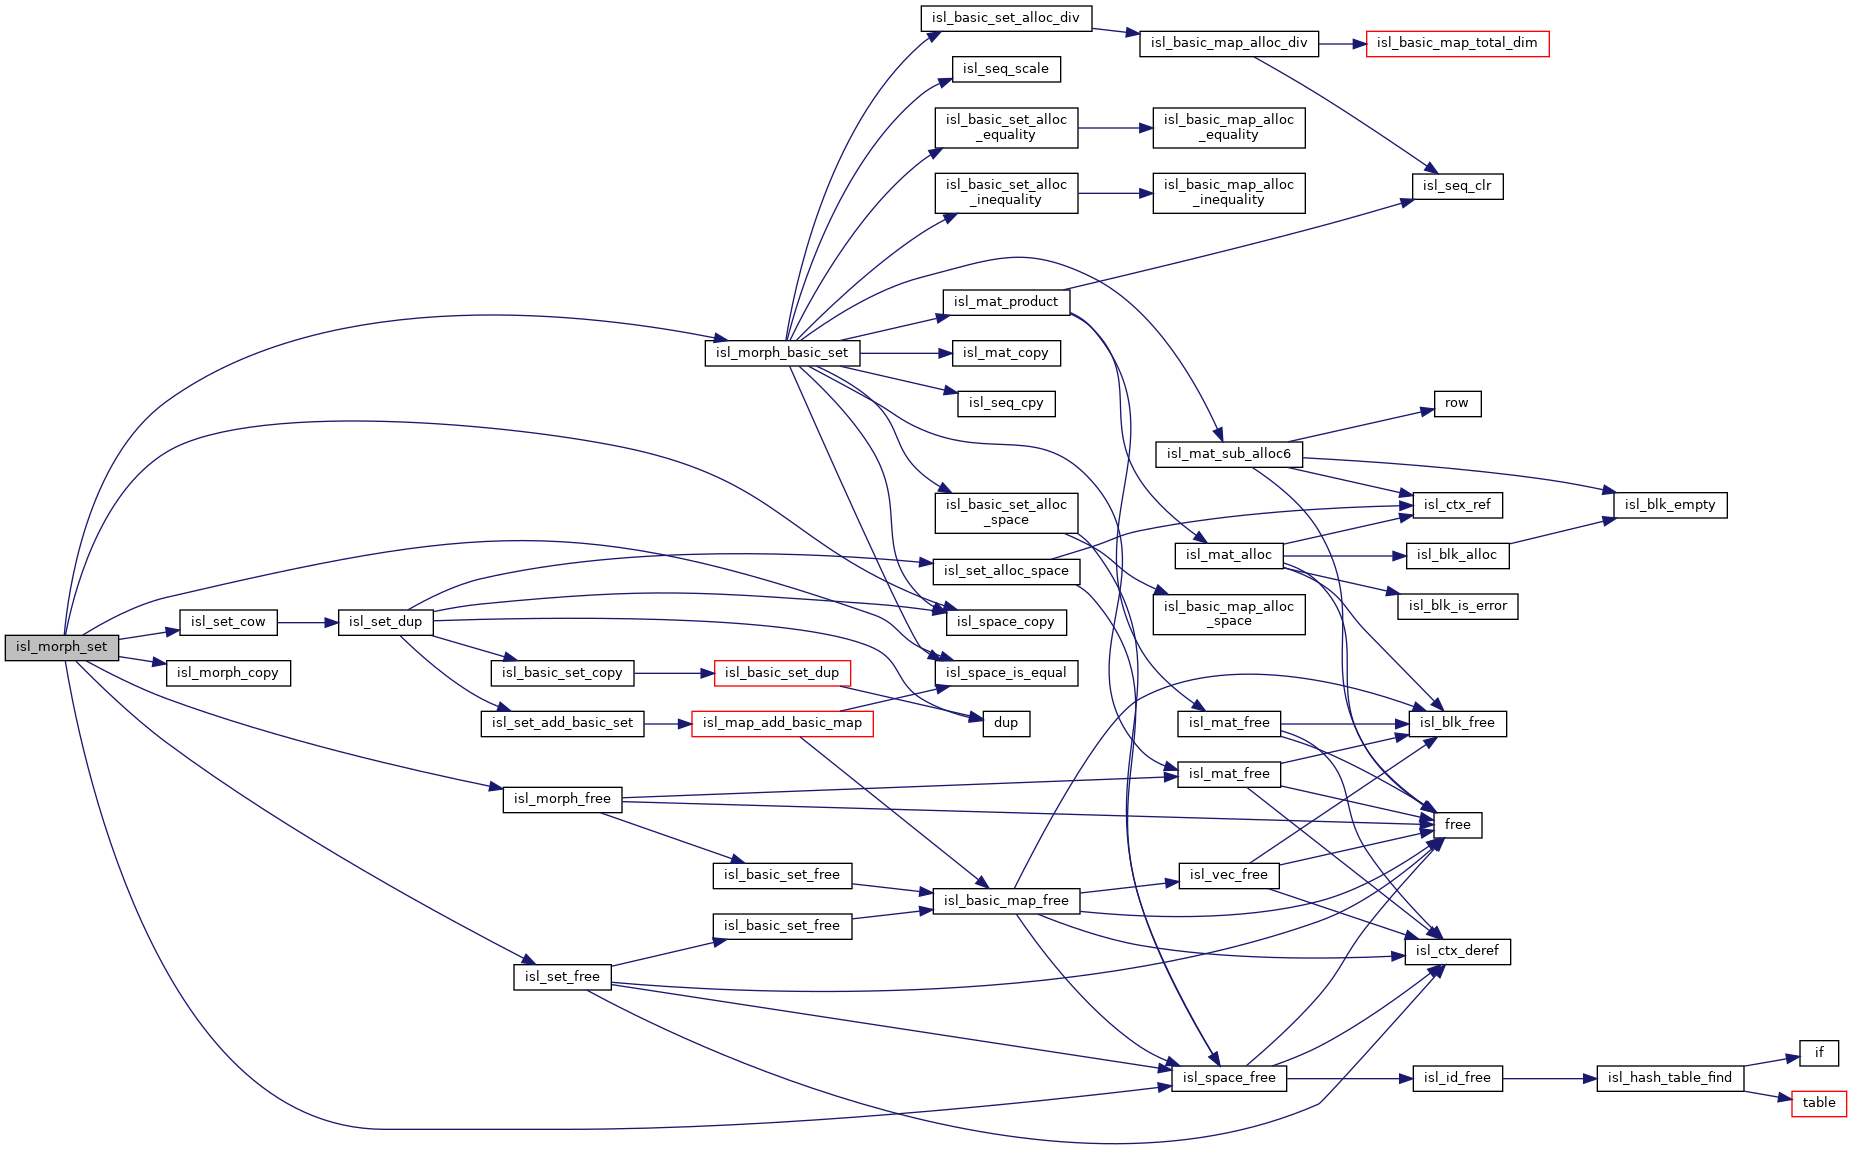 isl_basic_set_alloc_div
isl_basic_map_alloc_div
isl_basic_map_total_dim
isl_seq_scale
isl_basic_set_alloc
_equality
isl_basic_map_alloc
_equality
isl_basic_set_alloc
_inequality
isl_basic_map_alloc
_inequality
isl_seq_clr
isl_mat_product
isl_morph_basic_set
isl_mat_copy
isl_seq_cpy
row
isl_mat_sub_alloc6
isl_basic_set_alloc
_space
isl_ctx_ref
isl_blk_empty
isl_mat_alloc
isl_blk_alloc
isl_set_alloc_space
isl_blk_is_error
isl_basic_map_alloc
_space
isl_set_cow
isl_set_dup
isl_space_copy
isl_morph_set
isl_morph_copy
isl_basic_set_copy
isl_basic_set_dup
isl_space_is_equal
isl_set_add_basic_set
isl_map_add_basic_map
dup
isl_mat_free
isl_blk_free
isl_mat_free
isl_morph_free
free
isl_basic_set_free
isl_vec_free
isl_basic_map_free
isl_basic_set_free
isl_ctx_deref
isl_set_free
isl_space_free
isl_id_free
isl_hash_table_find
if
table